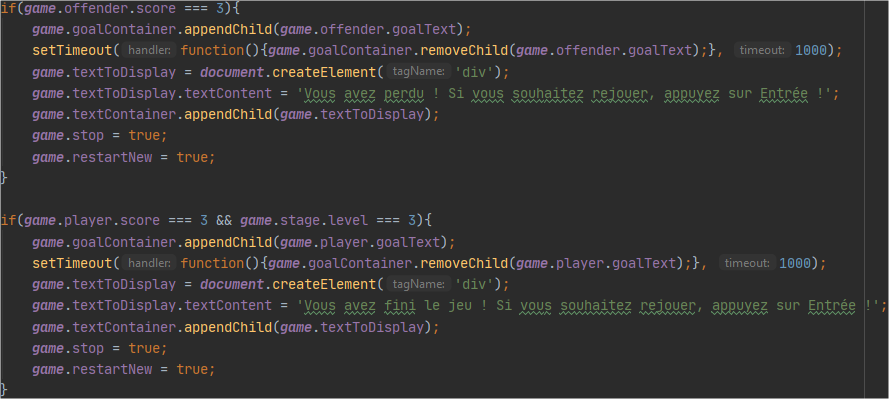 if(game.offender.score === 3){
    game.goalContainer.appendChild(game.offender.goalText);
    setTimeout( handler: function(){game.goalContainer.removeChild(game.offender.goalText);}, timeout: 1000);
    game.textToDisplay = document.createElement( tagName: 'div');
    game.textToDisplay.textContent = 'Vous avez perdu ! Si vous souhaitez rejouer, appuyez sur Entrée !';
    game.textContainer.appendChild(game.textToDisplay);
    game.stop = true;
    game.restartNew = true;
}
if(game.player.score === 3 && game.stage.level === 3){
    game.goalContainer.appendChild(game.player.goalText);
    setTimeout( handler: function(){game.goalContainer.removeChild(game.player.goalText);}, timeout: 1000);
    game.textToDisplay = document.createElement( tagName: 'div');
    game.textToDisplay.textContent = 'Vous avez fini le jeu ! Si vous souhaitez rejouer, appuyez sur Entrée !';
    game.textContainer.appendChild(game.textToDisplay);
    game.stop = true;
    game.restartNew = true;
}